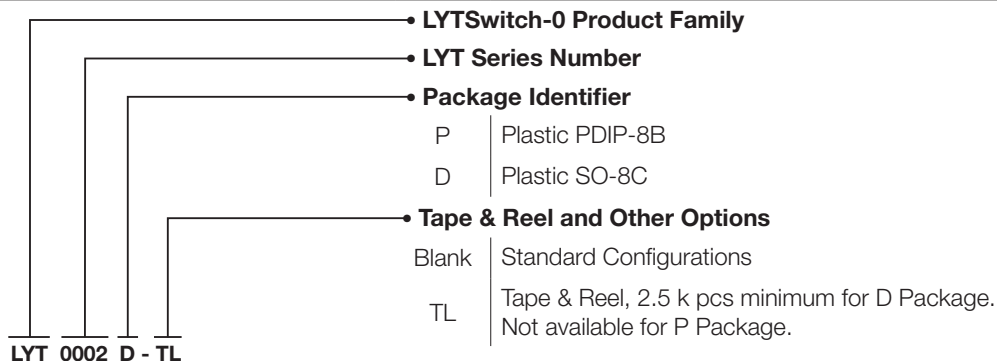 LYTSwitch-0 Product Family
LYT Series Number
Package Identifier
P Plastic PDIP-8B
D Plastic SO-8C
Tape & Reel and Other Options
Blank Standard Configurations
TL Tape & Reel, 2.5 k pcs minimum for D Package.
Not available for P Package.
LYT 0002 D - TL